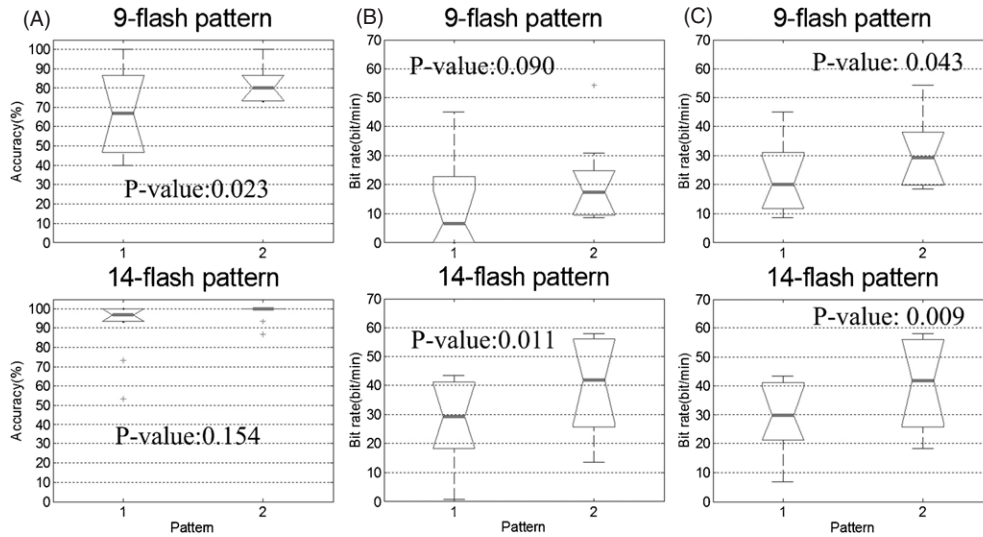 (A)
9-flash pattern
Accuracy(%)
100
90
80
70
60
50
40
30
20
10
0
P-value:0.023
1
2
(B)
9-flash pattern
Bit rate(bit/min)
70
60
50
40
30
20
10
0
P-value:0.090
1
2
(C)
9-flash pattern
Bit rate(bit/min)
70
60
50
40
30
20
10
0
P-value: 0.043
1
2
14-flash pattern
Accuracy(%)
100
90
80
70
60
50
40
30
20
10
0
P-value:0.154
1
2
Pattern
14-flash pattern
Bit rate(bit/min)
70
60
50
40
30
20
10
0
P-value:0.011
1
2
Pattern
14-flash pattern
Bit rate(bit/min)
70
60
50
40
30
20
10
0
P-value: 0.009
1
2
Pattern